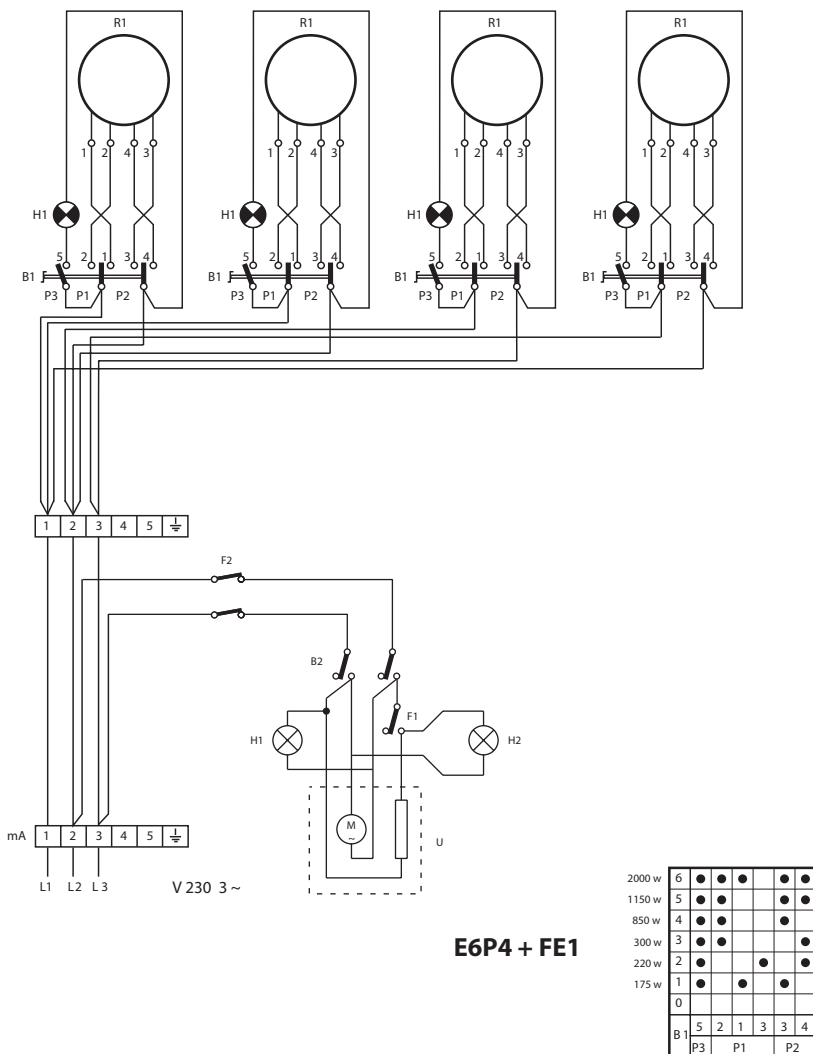 R1 R1 R1 R1
1 2 4 3 1 2 4 3 1 2 4 3 1 2 4 3
H1 H1 H1 H1
5 2 1 3 4 5 2 1 3 4 5 2 1 3 4 5 2 1 3 4
B1 B1 B1 B1
P3 P1 P2 P3 P1 P2 P3 P1 P2 P3 P1 P2
1 2 3 4 5
F2
B2
F1
H1 H2
M
~
U
mA 1 2 3 4 5
L1 L2 L 3 V 230 3 ~
E6P4 + FE1
2000 w 6 ● ● ● ● ●
1150 w 5 ● ● ● ●
850 w 4 ● ● ●
300 w 3 ● ● ●
220 w 2 ● ● ●
175 w 1 ● ● ●
0
B 1 5 2 1 3 3 4
P3 P1 P2